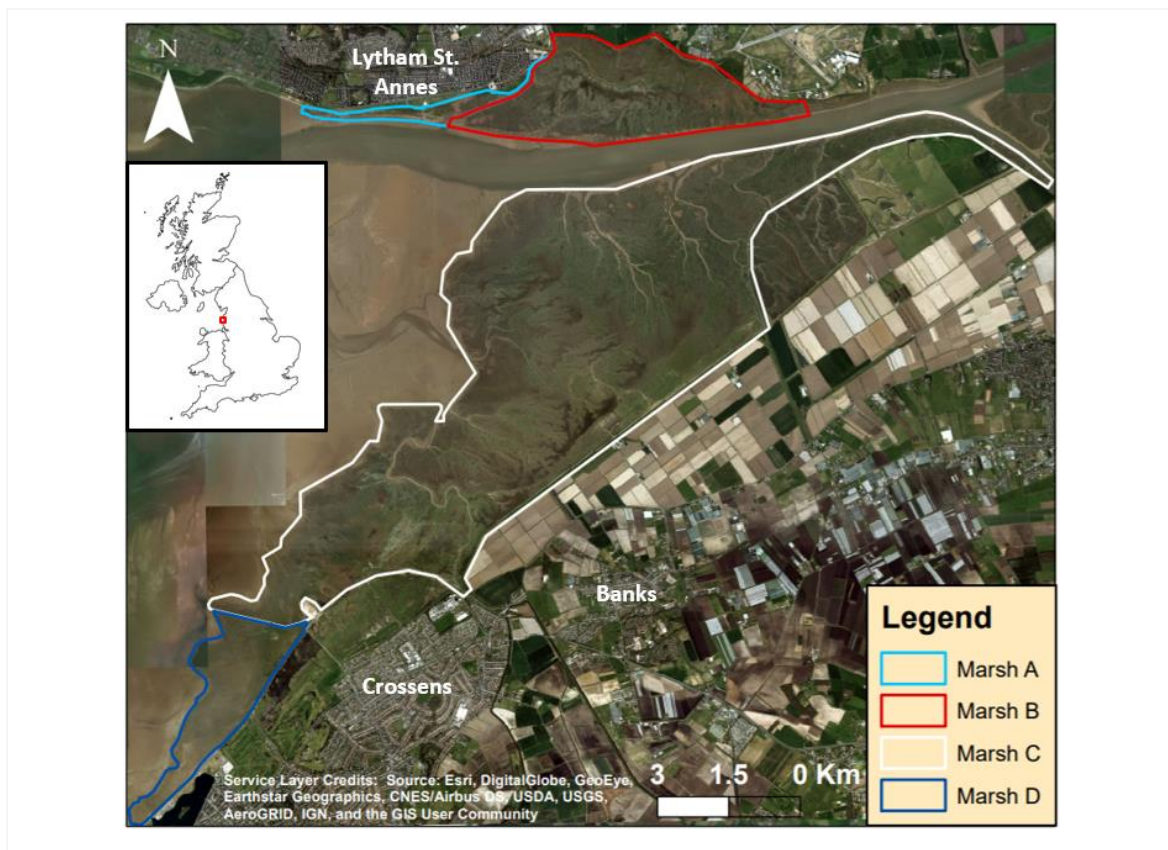 N
Lytham St.
Annes
Banks
Crossens
3 1.5 0 Km
Service Layer Credits: Source: Esri, DigitalGlobe, GeoEye,
Earthstar Geographics, CNES/Airbus DS, USDA, USGS,
AeroGRID, IGN, and the GIS User Community
Legend
Marsh A
Marsh B
Marsh C
Marsh D